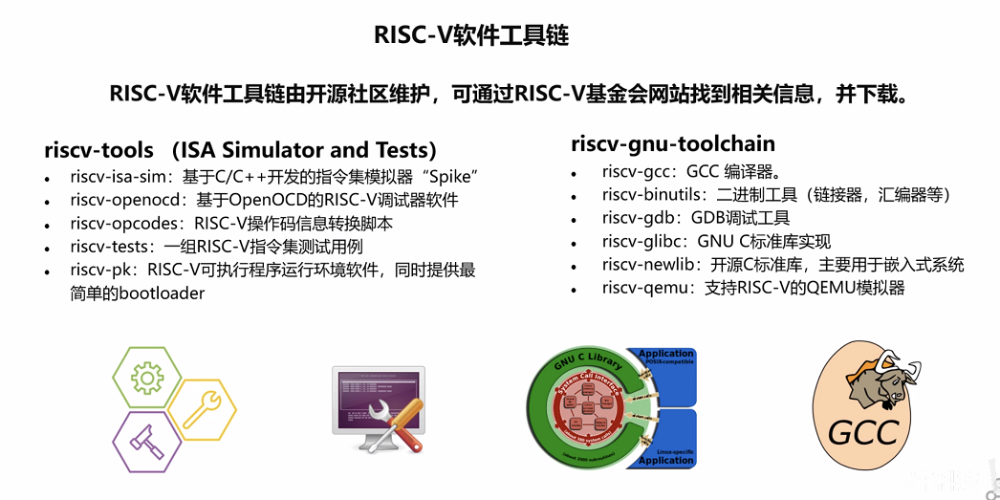 RISC-V软件工具链
RISC-V软件工具链由开源社区维护，可通过RISC-V基金会网站找到相关信息，并下载。
riscv-tools （ISA Simulator and Tests）
• riscv-isa-sim：基于C/C++开发的指令集模拟器“Spike”
• riscv-openocd：基于OpenOCD的RISC-V调试器软件
• riscv-opcodes：RISC-V操作码信息转换脚本
• riscv-tests：一组RISC-V指令集测试用例
• riscv-pk：RISC-V可执行程序运行环境软件，同时提供最
简单的bootloader
riscv-gnu-toolchain
• riscv-gcc：GCC 编译器。
• riscv-binutils：二进制工具（链接器，汇编器等）
• riscv-gdb：GDB调试工具
• riscv-glibc：GNU C标准库实现
• riscv-newlib：开源C标准库，主要用于嵌入式系统
• riscv-qemu：支持RISC-V的QEMU模拟器
GNU C Library
System Call Interface
(about 380 system calls)
(about 2000 subroutines)
Application
POSIX-compatible
Linux-specific
Application
GCC